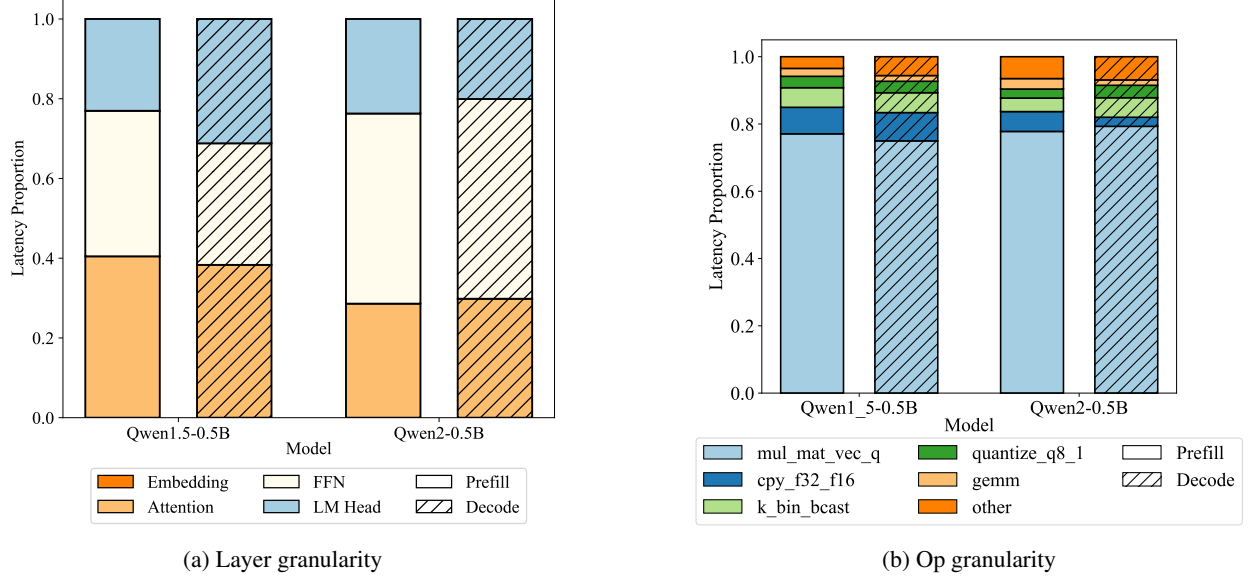 1.0
0.8
0.6
0.4
0.2
0.0
Latency Proportion
Qwen1.5-0.5B
Qwen2-0.5B
Model
Embedding
FFN
Prefill
Attention
LM Head
Decode
(a) Layer granularity
1.0
0.8
0.6
0.4
0.2
0.0
Latency Proportion
Qwen1_5-0.5B
Qwen2-0.5B
Model
mul_mat_vec_q
quantize_q8_1
Prefill
cpy_f32_f16
gemm
Decode
k_bin_bcast
other
(b) Op granularity